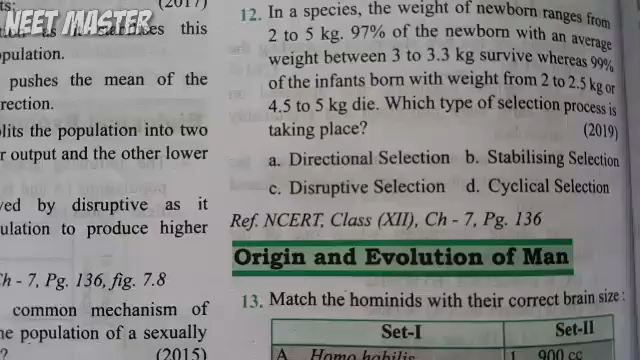 NEET MASTER
(2017)
this
opulation.
pushes the mean of the
rection.
lits the population into two
r output and the other lower
ved by disruptive as it
ulation to produce higher
Ch - 7, Pg. 136, fig. 7.8
common mechanism of
he population of a sexually
? (2015)
12. In a species, the weight of newborn ranges from
2 to 5 kg. 97% of the newborn with an average
weight between 3 to 3.3 kg survive whereas 99%
of the infants born with weight from 2 to 2.5 kg or
4.5 to 5 kg die. Which type of selection process is
taking place? (2019)
a. Directional Selection b. Stabilising Selection
c. Disruptive Selection d. Cyclical Selection
Ref. NCERT, Class (XII), Ch - 7, Pg. 136
Origin and Evolution of Man
13. Match the hominids with their correct brain size :
Set-I Set-II
A Homo habilis 900 cc